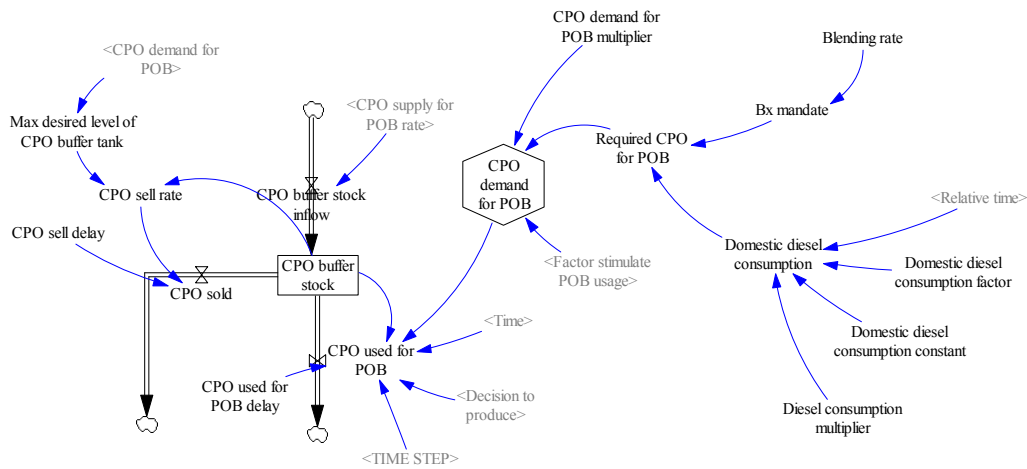 <CPO demand for
POB>
CPO demand for
POB multiplier
Blending rate
Max desired level of
CPO buffer tank
<CPO supply for
POB rate>
Bx mandate
Required CPO
for POB
CPO
demand
for POB
CPO sell rate
CPO buffer stock
inflow
<Relative time>
CPO sell delay
Domestic diesel
consumption
<Factor stimulate
POB usage>
CPO buffer
stock
Domestic diesel
consumption factor
CPO sold
<Time>
Domestic diesel
consumption constant
CPO used for
POB
CPO used for
POB delay
<Decision to
produce>
Diesel consumption
multiplier
<TIME STEP>